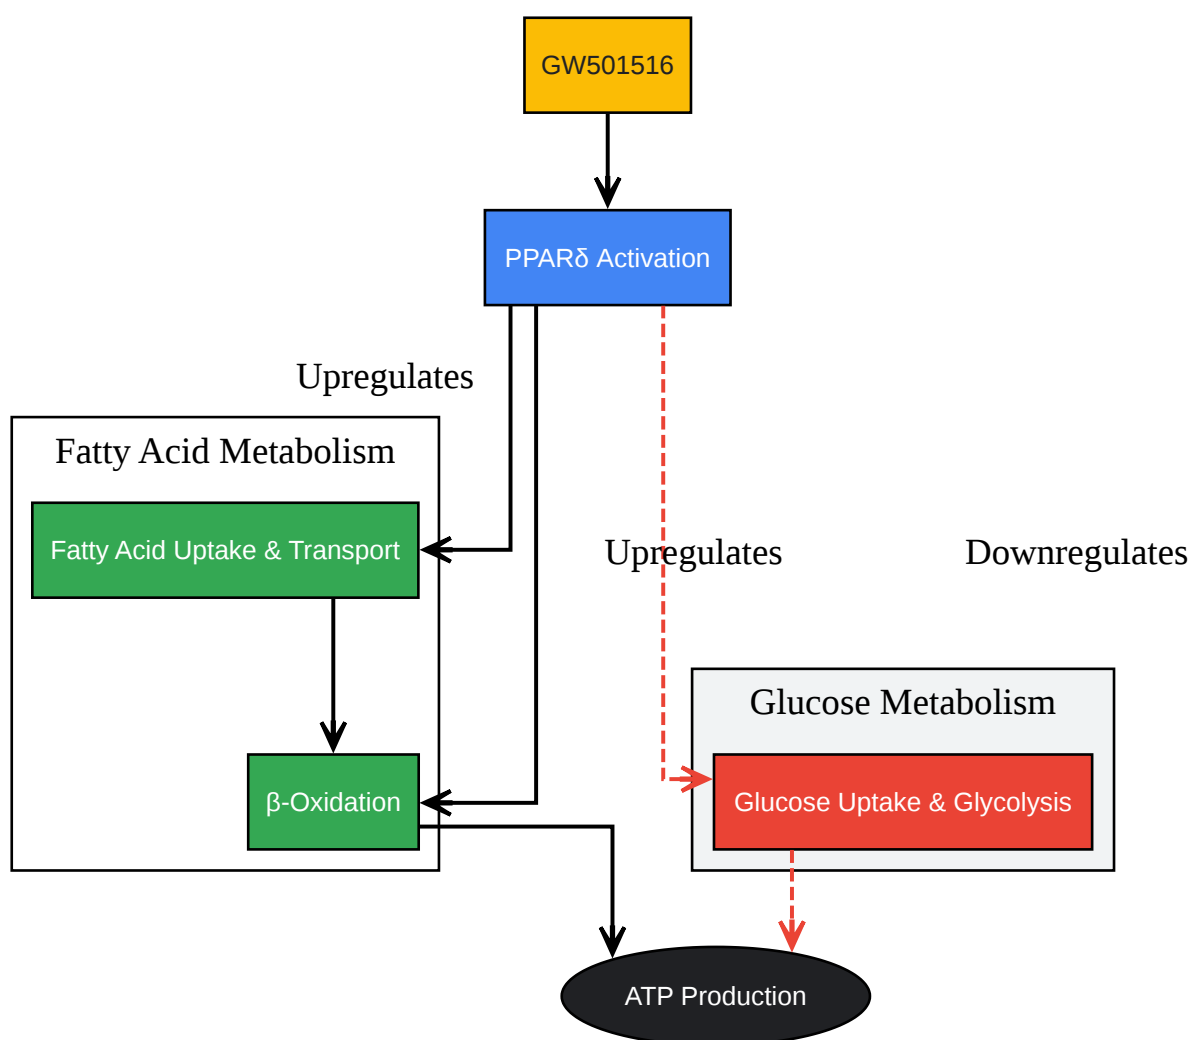 GW501516
PPARδ Activation
Upregulates
Fatty Acid Metabolism
Fatty Acid Uptake & Transport
Upregulates
Downregulates
Glucose Metabolism
β-Oxidation
Glucose Uptake & Glycolysis
ATP Production